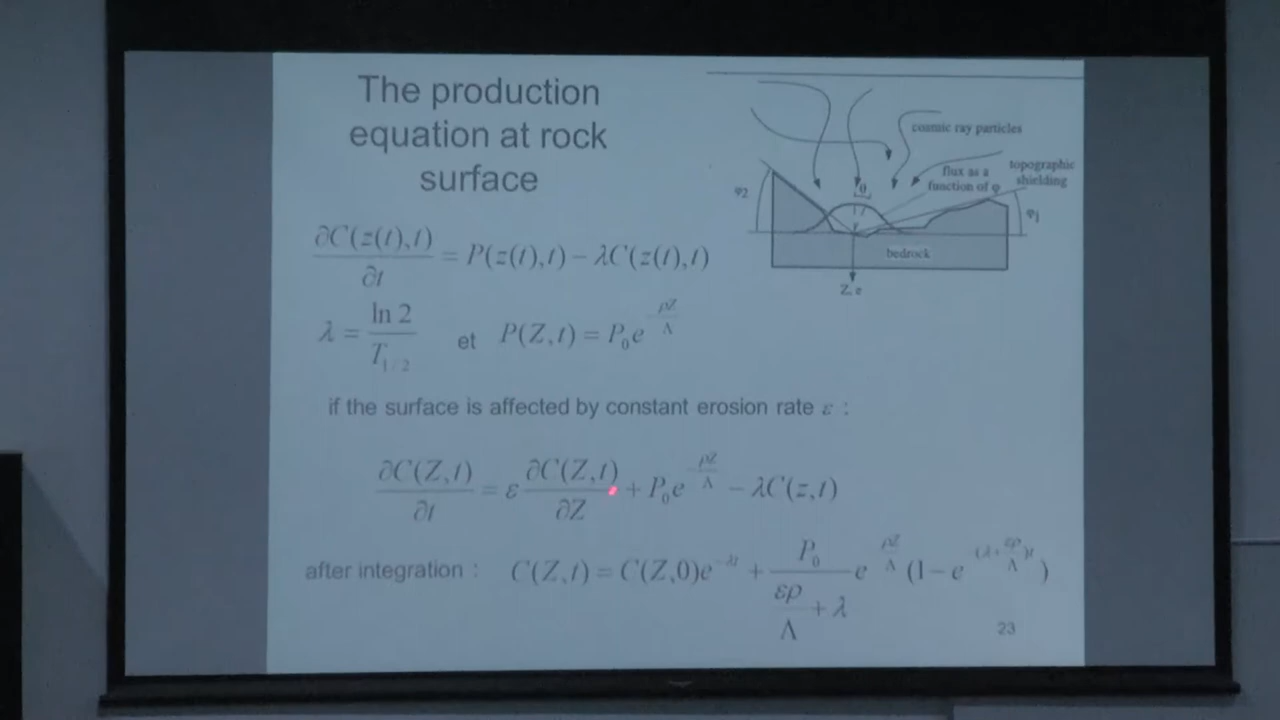 The production
equation at rock
surface
cosmic ray particles
topographic
shielding
flux as a
function of φ
θ
φ2
φ1
bedrock
Z, ε
∂C(z(t),t)/∂t = P(z(t),t) − λC(z(t),t)
λ = ln 2/T1/2 et P(Z,t) = P0e^(-ρZ/Λ)
if the surface is affected by constant erosion rate ε :
∂C(Z,t)/∂t = ε ∂C(Z,t)/∂Z + P0e^(-ρZ/Λ) − λC(z,t)
after integration : C(Z,t) = C(Z,0)e^(-λt) + P0/(ερ/Λ + λ) e^(-ρZ/Λ) (1 − e^(-(λ+ερ/Λ)t))
23